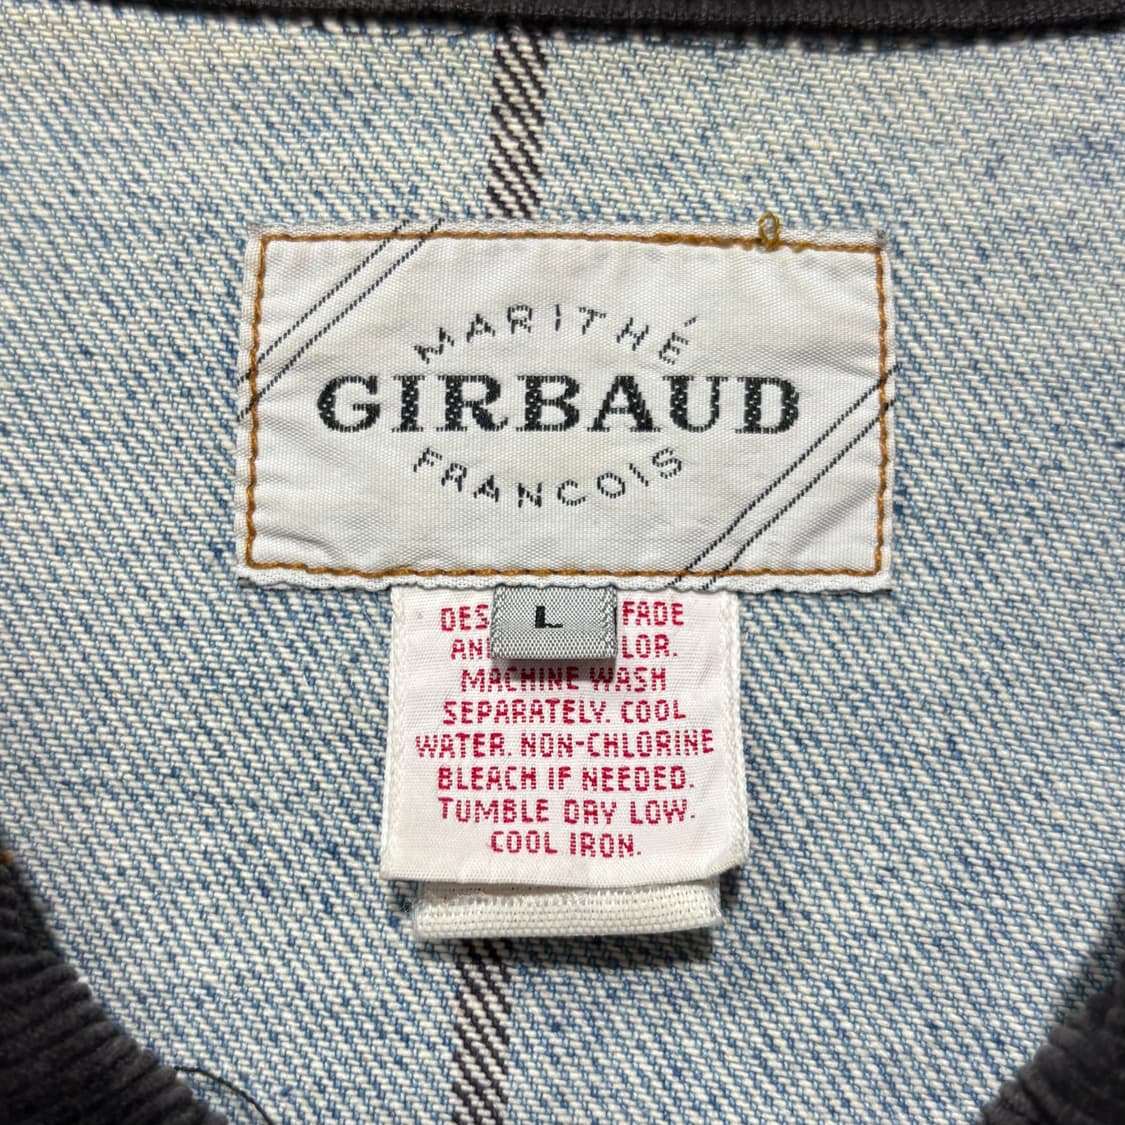 MARITHÉ
GIRBAUD
FRANCOIS
L
DES FADE
AN LOR.
MACHINE WASH
SEPARATELY. COOL
WATER. NON-CHLORINE
BLEACH IF NEEDED.
TUMBLE DRY LOW.
COOL IRON.